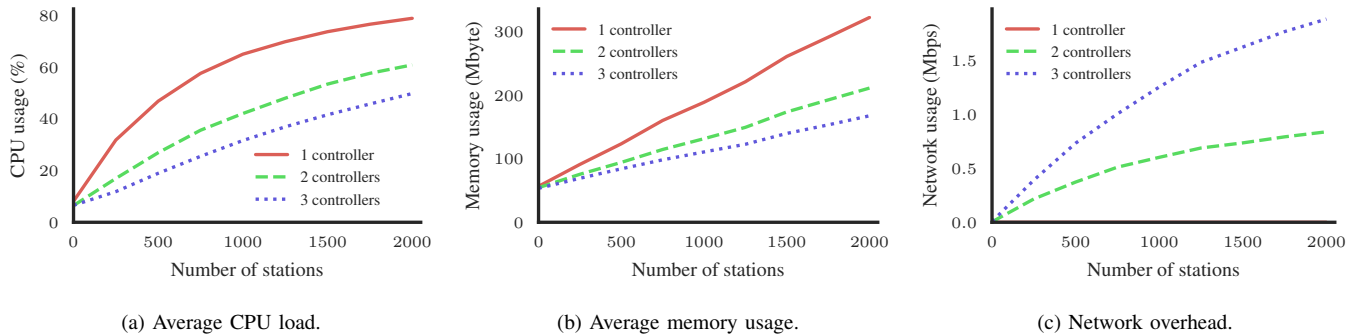 80
60
40
20
0
CPU usage (%)
1 controller
2 controllers
3 controllers
0 500 1000 1500 2000
Number of stations
(a) Average CPU load.
300
200
100
0
Memory usage (Mbyte)
1 controller
2 controllers
3 controllers
0 500 1000 1500 2000
Number of stations
(b) Average memory usage.
1.5
1.0
0.5
0.0
Network usage (Mbps)
1 controller
2 controllers
3 controllers
0 500 1000 1500 2000
Number of stations
(c) Network overhead.